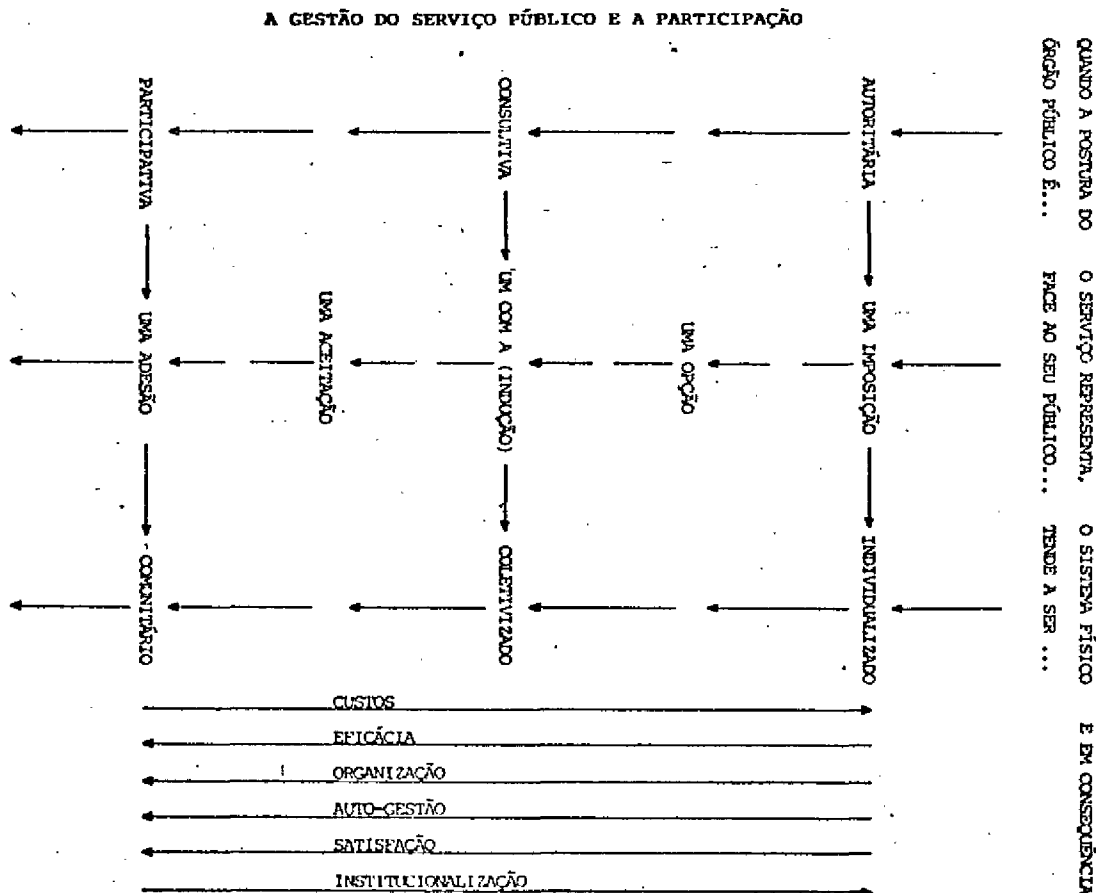 A GESTÃO DO SERVIÇO PÚBLICO E A PARTICIPAÇÃO
QUANDO A POSTURA DO
ÓRGÃO PÚBLICO É...
O SERVIÇO REPRESENTA,
FACE AO SEU PÚBLICO...
O SISTEMA FÍSICO
TENDE A SER ...
E EM CONSEQUÊNCIA
AUTORITÁRIA
UMA IMPOSIÇÃO
INDIVIDUALIZADO
UMA OPÇÃO
CONSULTIVA
UM COM A (INDUÇÃO)
COLETIVIZADO
UMA ACEITAÇÃO
PARTICIPATIVA
UMA ADESÃO
COMUNITÁRIO
CUSTOS
EFICÁCIA
ORGANIZAÇÃO
AUTO-GESTÃO
SATISFAÇÃO
INSTITUCIONALIZAÇÃO